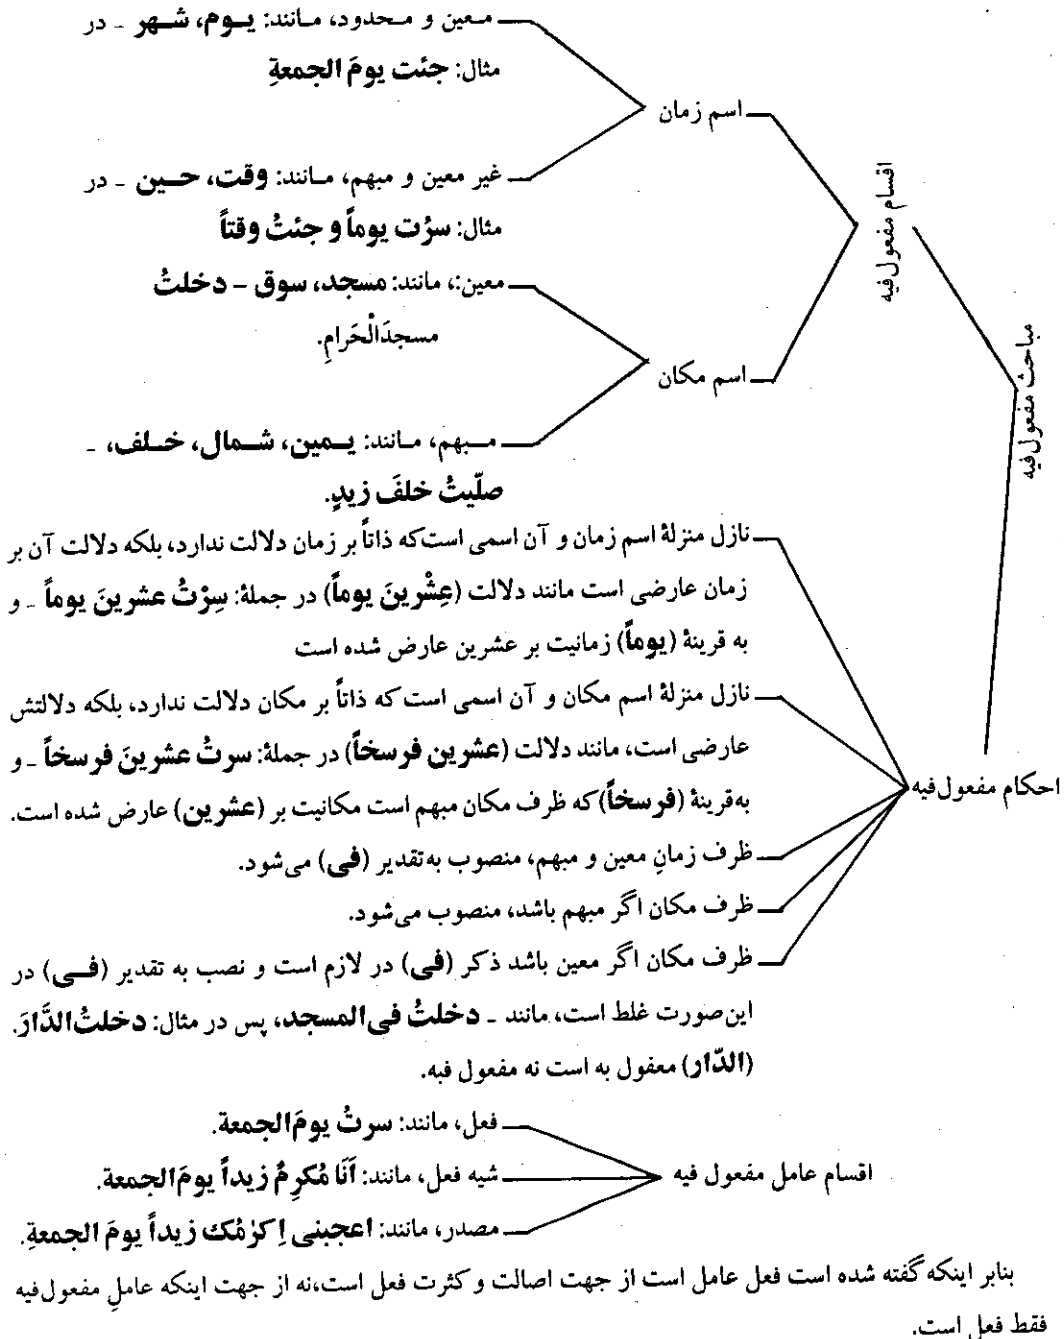 مباحث مفعول‌فیه
اقسام مفعول‌فیه
اسم زمان
معین و محدود، مانند: یوم، شهر - در
مثال: جئت یومَ الجمعةِ
غیر معین و مبهم، مانند: وقت، حین - در
مثال: سرْت یوماً و جئتُ وقتاً
اسم مکان
معین:، مانند: مسجد، سوق - دخلتُ
مسجدَالْحَرامِ.
مبهم، مانند: یمین، شمال، خلف، -
صلّیتُ خلفَ زیدٍ.
احکام مفعول‌فیه
نازل منزلهٔ اسم زمان و آن اسمی است‌که ذاتاً بر زمان دلالت ندارد، بلکه دلالت آن بر
زمان عارضی است مانند دلالت (عِشْرینَ یوماً) در جملهٔ: سِرْتُ عشرینَ یوماً - و
به قرینهٔ (یوماً) زمانیت بر عشرین عارض شده است
نازل منزلهٔ اسم مکان و آن اسمی است‌که ذاتاً بر مکان دلالت ندارد، بلکه دلالتش
عارضی است، مانند دلالت (عشرین فرسخاً) در جملهٔ: سرتُ عشرینَ فرسخاً - و
به‌قرینهٔ (فرسخاً)که ظرف مکان مبهم است مکانیت بر (عشرین) عارض شده است.
ظرف زمانِ معین و مبهم، منصوب به‌تقدیر (فی) می‌شود.
ظرف مکان اگر مبهم باشد، منصوب می‌شود.
ظرف مکان اگر معین باشد ذکر (فی) در لازم است و نصب به تقدیر (فی) در
این‌صورت غلط است، مانند - دخلتُ فی‌المسجد، پس در مثال: دخلتُ‌الدَّارَ.
(الدّار) معفول به است نه مفعول فبه.
اقسام عامل مفعول فیه
فعل، مانند: سرتُ یومَ‌الجمعة.
شیه فعل، مانند: اَنَا مُکرِمٌ زیداً یومَ‌الجمعة.
مصدر، مانند: اعجبنی اِکرْمُک زیداً یومَ الجمعةِ.
بنابر اینکه گفته شده است فعل عامل است از جهت اصالت و کثرت فعل است،نه از جهت اینکه عاملِ مفعول‌فیه
فقط فعل است.